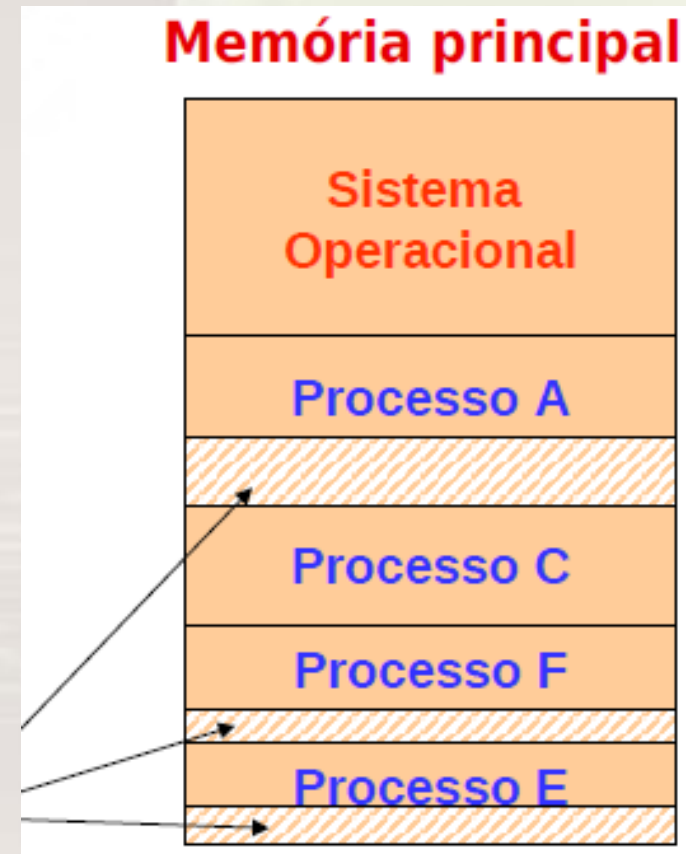 Memória principal
Sistema
Operacional
Processo A
Processo C
Processo F
Processo E